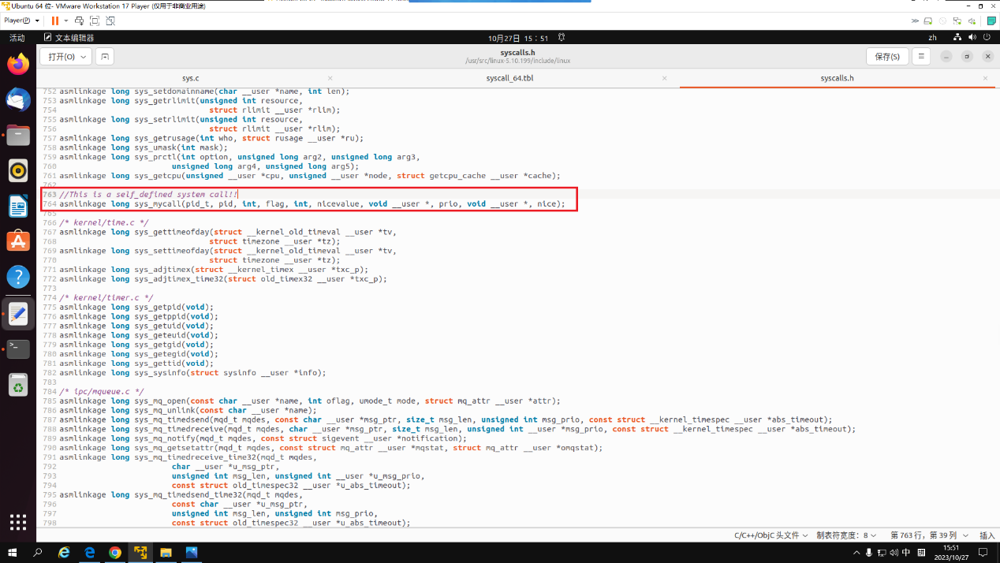 Ubuntu 64 位- VMware Workstation 17 Player (仅用于非商业用途)
Player(P)
活动 文本编辑器 10月27日 15：51 zh
打开(O) syscalls.h 保存(S)
/usr/src/linux-5.10.199/include/linux
sys.c syscall_64.tbl syscalls.h
752 asmlinkage long sys_setdomainname(char __user *name, int len);
753 asmlinkage long sys_getrlimit(unsigned int resource,
754 struct rlimit __user *rlim);
755 asmlinkage long sys_setrlimit(unsigned int resource,
756 struct rlimit __user *rlim);
757 asmlinkage long sys_getrusage(int who, struct rusage __user *ru);
758 asmlinkage long sys_umask(int mask);
759 asmlinkage long sys_prctl(int option, unsigned long arg2, unsigned long arg3,
760 unsigned long arg4, unsigned long arg5);
761 asmlinkage long sys_getcpu(unsigned __user *cpu, unsigned __user *node, struct getcpu_cache __user *cache);
762
763 //This is a self_defined system call!!
764 asmlinkage long sys_mycall(pid_t, pid, int, flag, int, nicevalue, void __user *, prio, void __user *, nice);
765
766 /* kernel/time.c */
767 asmlinkage long sys_gettimeofday(struct __kernel_old_timeval __user *tv,
768 struct timezone __user *tz);
769 asmlinkage long sys_settimeofday(struct __kernel_old_timeval __user *tv,
770 struct timezone __user *tz);
771 asmlinkage long sys_adjtimex(struct __kernel_timex __user *txc_p);
772 asmlinkage long sys_adjtimex_time32(struct old_timex32 __user *txc_p);
773
774 /* kernel/timer.c */
775 asmlinkage long sys_getpid(void);
776 asmlinkage long sys_getppid(void);
777 asmlinkage long sys_getuid(void);
778 asmlinkage long sys_geteuid(void);
779 asmlinkage long sys_getgid(void);
780 asmlinkage long sys_getegid(void);
781 asmlinkage long sys_gettid(void);
782 asmlinkage long sys_sysinfo(struct sysinfo __user *info);
783
784 /* ipc/mqueue.c */
785 asmlinkage long sys_mq_open(const char __user *name, int oflag, umode_t mode, struct mq_attr __user *attr);
786 asmlinkage long sys_mq_unlink(const char __user *name);
787 asmlinkage long sys_mq_timedsend(mqd_t mqdes, const char __user *msg_ptr, size_t msg_len, unsigned int msg_prio, const struct __kernel_timespec __user *abs_timeout);
788 asmlinkage long sys_mq_timedreceive(mqd_t mqdes, char __user *msg_ptr, size_t msg_len, unsigned int __user *msg_prio, const struct __kernel_timespec __user *abs_timeout);
789 asmlinkage long sys_mq_notify(mqd_t mqdes, const struct sigevent __user *notification);
790 asmlinkage long sys_mq_getsetattr(mqd_t mqdes, const struct mq_attr __user *mqstat, struct mq_attr __user *omqstat);
791 asmlinkage long sys_mq_timedreceive_time32(mqd_t mqdes,
792 char __user *u_msg_ptr,
793 unsigned int msg_len, unsigned int __user *u_msg_prio,
794 const struct old_timespec32 __user *u_abs_timeout);
795 asmlinkage long sys_mq_timedsend_time32(mqd_t mqdes,
796 const char __user *u_msg_ptr,
797 unsigned int msg_len, unsigned int msg_prio,
798 const struct old_timespec32 __user *u_abs_timeout);
C/C++/ObjC 头文件 制表符宽度：8 第 763 行，第 39 列 插入
中 15:51
2023/10/27